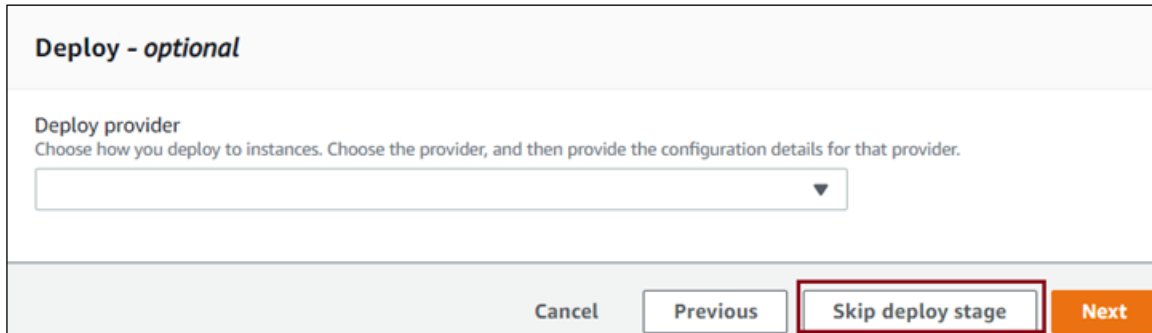 Deploy - optional
Deploy provider
Choose how you deploy to instances. Choose the provider, and then provide the configuration details for that provider.
Cancel Previous Skip deploy stage Next